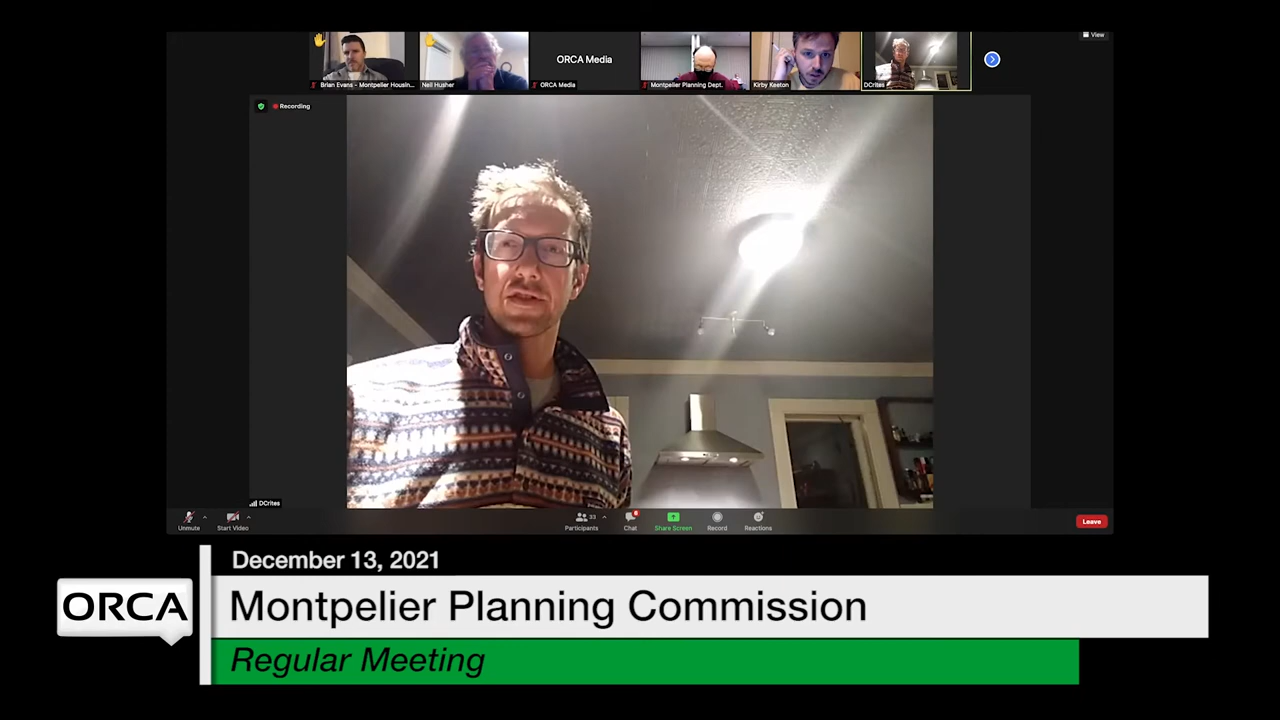 View
ORCA Media
Brian Evans - Montpelier Housin...
Neil Husher
ORCA Media
Montpelier Planning Dept.
Kirby Keeton
DCrites
Recording
DCrites
Unmute
Start Video
Participants
33
Chat
8
Share Screen
Record
Reactions
Leave
December 13, 2021
ORCA
Montpelier Planning Commission
Regular Meeting